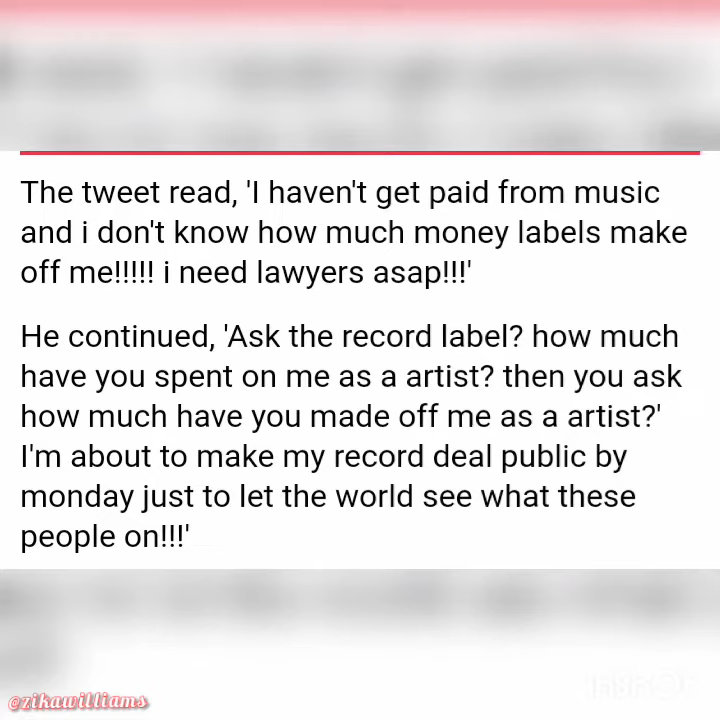 The tweet read, 'I haven't get paid from music
and i don't know how much money labels make
off me!!!!! i need lawyers asap!!!'
He continued, 'Ask the record label? how much
have you spent on me as a artist? then you ask
how much have you made off me as a artist?'
I'm about to make my record deal public by
monday just to let the world see what these
people on!!!'
@zikawilliams